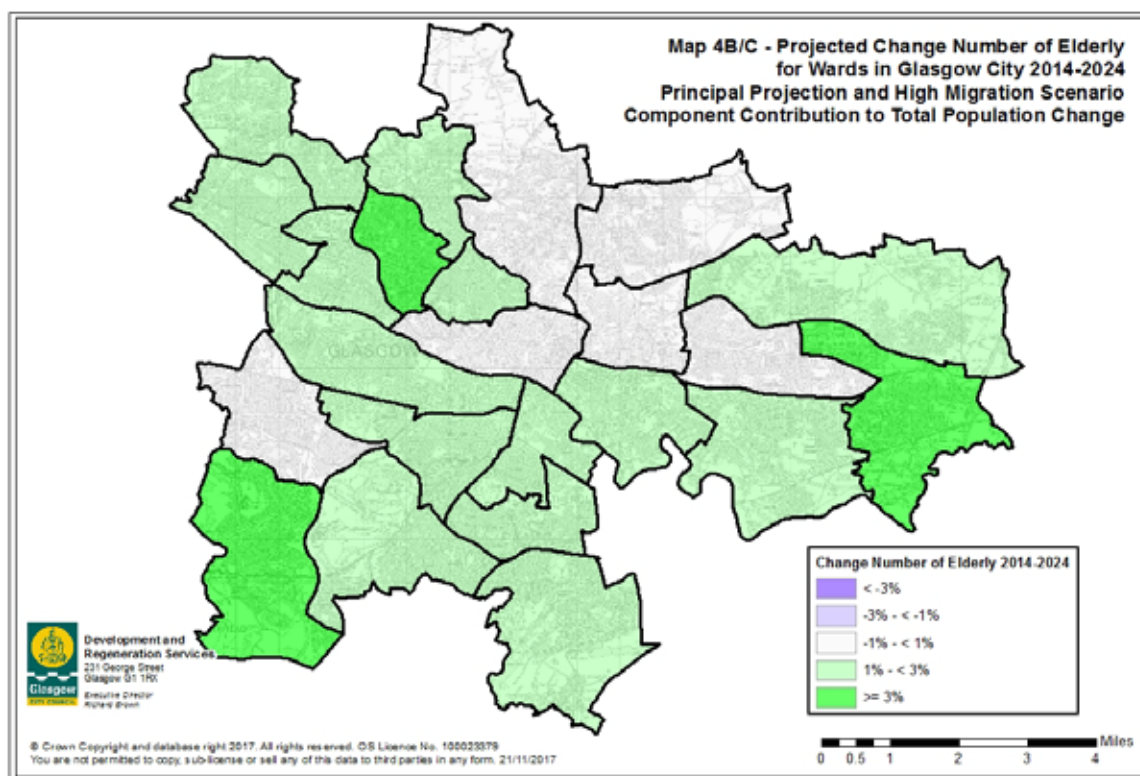 Map 4B/C - Projected Change Number of Elderly
for Wards in Glasgow City 2014-2024
Principal Projection and High Migration Scenario
Component Contribution to Total Population Change
GLASGOW
Change Number of Elderly 2014-2024
< -3%
-3% - < -1%
-1% - < 1%
1% - < 3%
>= 3%
Development and
Regeneration Services
231 George Street
Glasgow G1 1RX
Executive Director
Richard Brown
Glasgow
CITY COUNCIL
Miles
0 0.5 1 2 3 4
© Crown Copyright and database right 2017. All rights reserved. OS Licence No. 100023379
You are not permitted to copy, sub-license or sell any of this data to third parties in any form. 21/11/2017